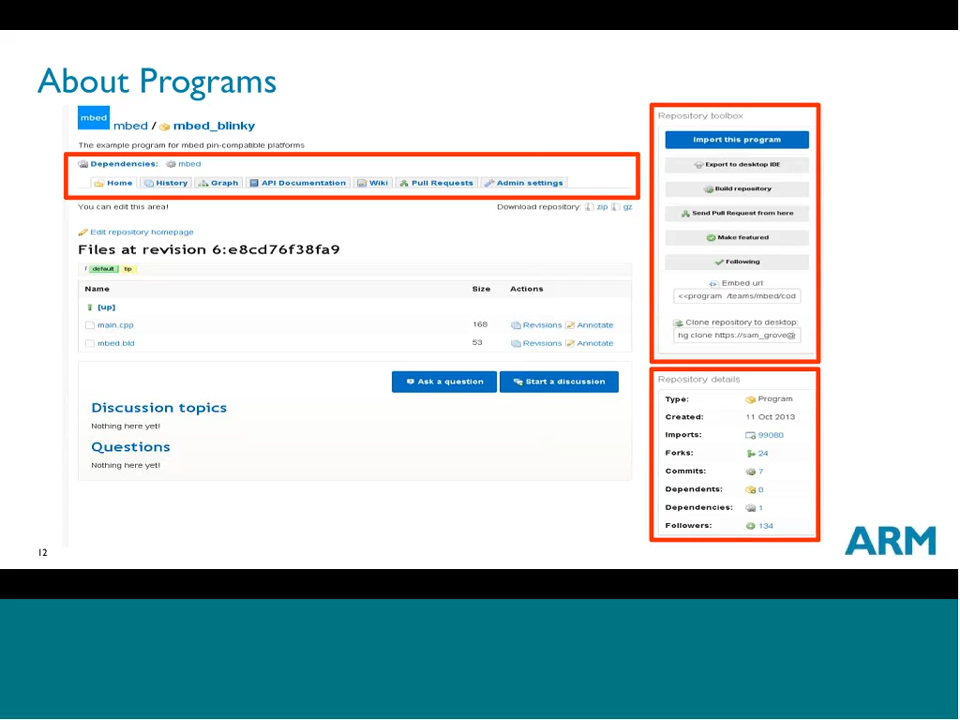 About Programs
mbed
mbed / mbed_blinky
The example program for mbed pin-compatible platforms
Dependencies: mbed
Home History Graph API Documentation Wiki Pull Requests Admin settings
You can edit this area!
Download repository: zip gz
Edit repository homepage
Files at revision 6:e8cd76f38fa9
/ default tip
Name Size Actions
[up]
main.cpp 168 Revisions Annotate
mbed.bld 53 Revisions Annotate
Ask a question Start a discussion
Discussion topics
Nothing here yet!
Questions
Nothing here yet!
Repository toolbox
Import this program
Export to desktop IDE
Build repository
Send Pull Request from here
Make featured
Following
Embed url
<<program /teams/mbed/cod
Clone repository to desktop:
hg clone https://sam_grove@
Repository details
Type: Program
Created: 11 Oct 2013
Imports: 99080
Forks: 24
Commits: 7
Dependents: 0
Dependencies: 1
Followers: 134
12
ARM